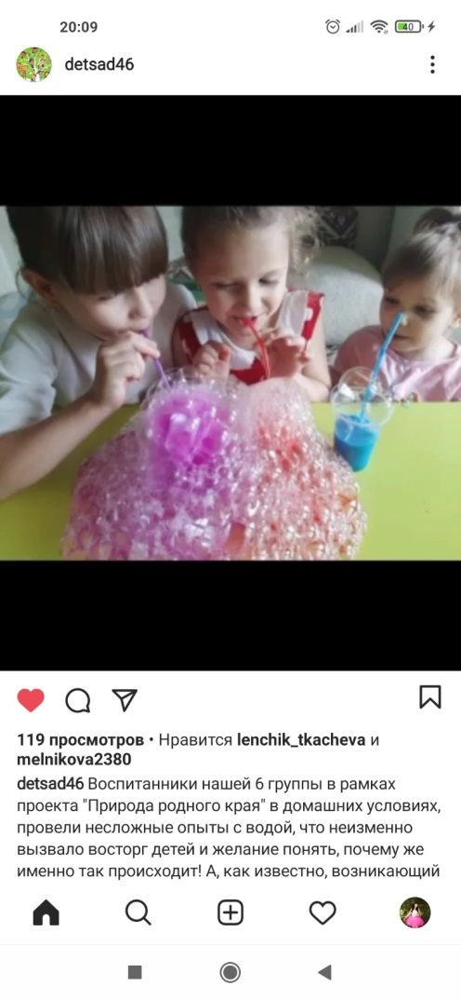 20:09
40
detsad46
119 просмотров • Нравится lenchik_tkacheva и
melnikova2380
detsad46 Воспитанники нашей 6 группы в рамках
проекта "Природа родного края" в домашних условиях,
провели несложные опыты с водой, что неизменно
вызвало восторг детей и желание понять, почему же
именно так происходит! А, как известно, возникающий